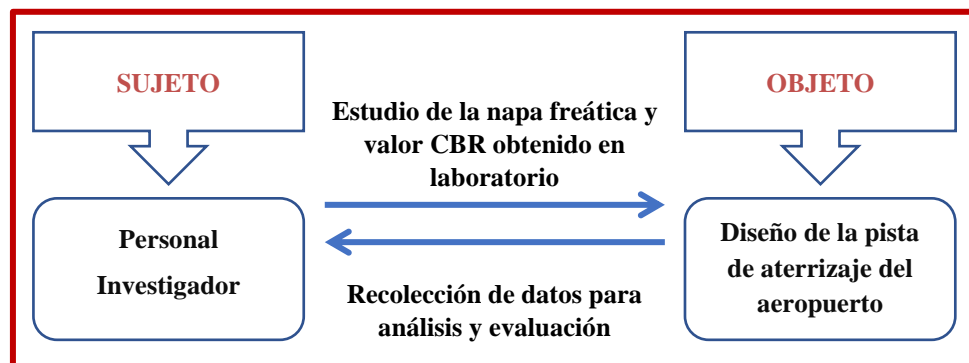 SUJETO
OBJETO
Estudio de la napa freática y
valor CBR obtenido en
laboratorio
Personal
Investigador
Diseño de la pista
de aterrizaje del
aeropuerto
Recolección de datos para
análisis y evaluación